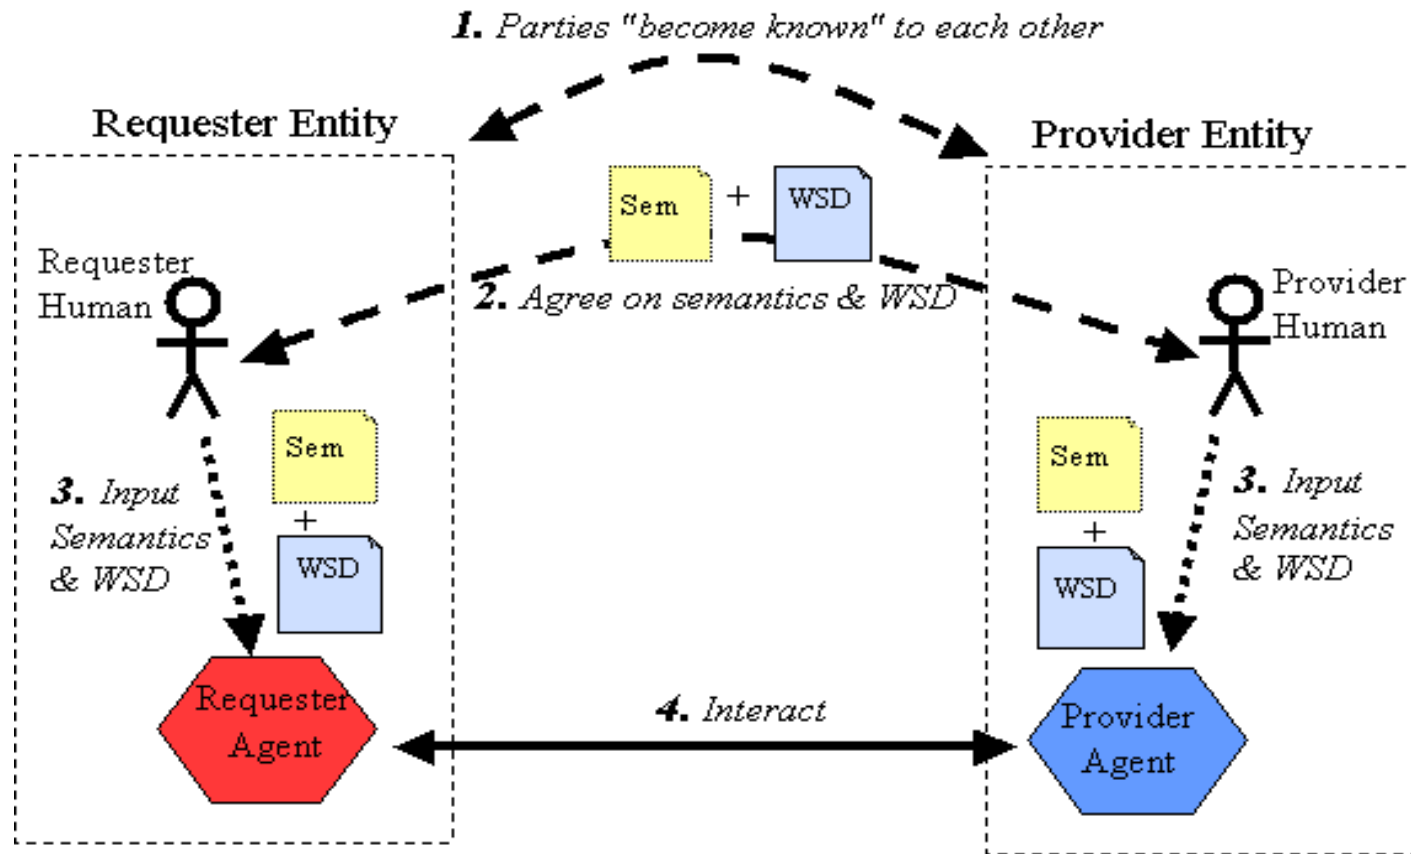 1. Parties "become known" to each other
Requester Entity
Provider Entity
Sem
+
WSD
Requester
Human
Provider
Human
2. Agree on semantics & WSD
Sem
+
WSD
3. Input
Semantics
& WSD
Sem
+
WSD
3. Input
Semantics
& WSD
Requester
Agent
4. Interact
Provider
Agent